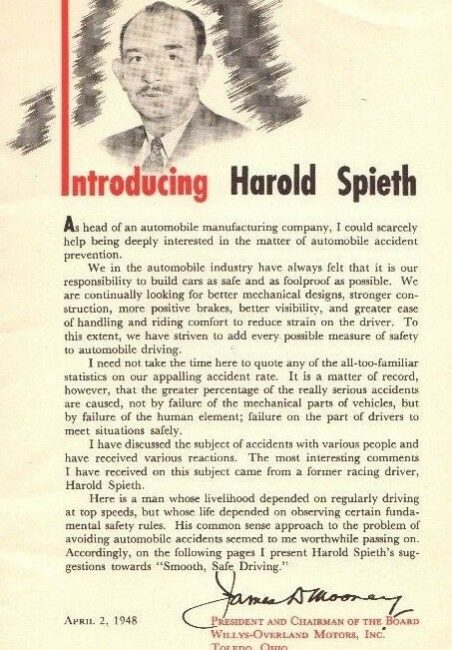 Introducing Harold Spieth
As head of an automobile manufacturing company, I could scarcely
help being deeply interested in the matter of automobile accident
prevention.
We in the automobile industry have always felt that it is our
responsibility to build cars as safe and as foolproof as possible. We
are continually looking for better mechanical designs, stronger con-
struction, more positive brakes, better visibility, and greater ease
of handling and riding comfort to reduce strain on the driver. To
this extent, we have striven to add every possible measure of safety
to automobile driving.
I need not take the time here to quote any of the all-too-familiar
statistics on our appalling accident rate. It is a matter of record,
however, that the greater percentage of the really serious accidents
are caused, not by failure of the mechanical parts of vehicles, but
by failure of the human element; failure on the part of drivers to
meet situations safely.
I have discussed the subject of accidents with various people and
have received various reactions. The most interesting comments
I have received on this subject came from a former racing driver,
Harold Spieth.
Here is a man whose livelihood depended on regularly driving
at top speeds, but whose life depended on observing certain funda-
mental safety rules. His common sense approach to the problem of
avoiding automobile accidents seemed to me worthwhile passing on.
Accordingly, on the following pages I present Harold Spieth's sug-
gestions towards "Smooth, Safe Driving."
James D Mooney
April 2, 1948
President and Chairman of the Board
Willys-Overland Motors, Inc.
Toledo, Ohio